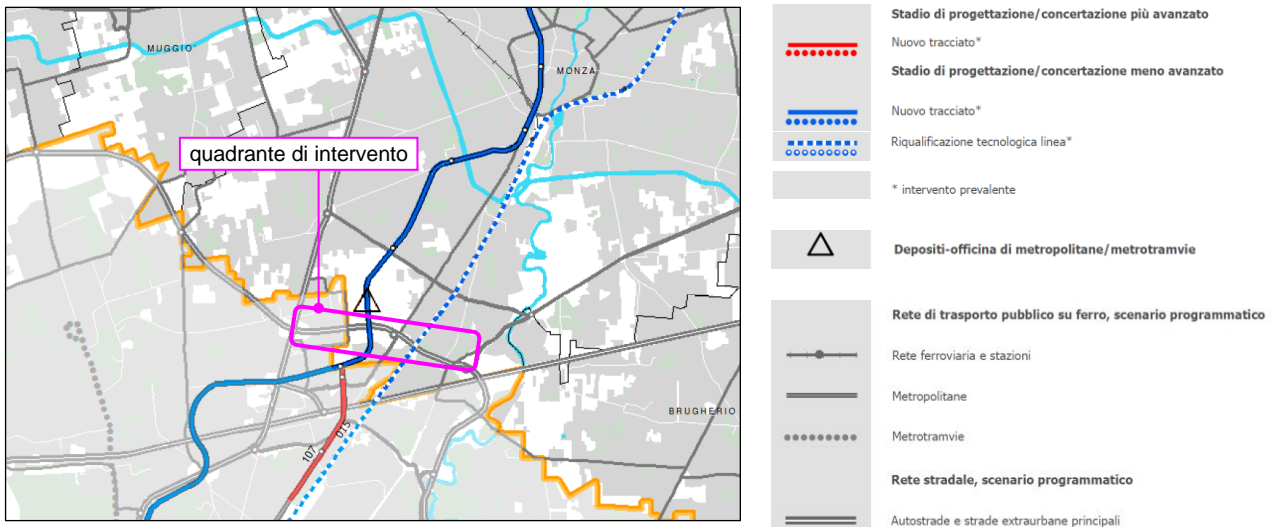 MUGGIO
MONZA
quadrante di intervento
BRUGHERIO
107
015
Stadio di progettazione/concertazione più avanzato
Nuovo tracciato*
Stadio di progettazione/concertazione meno avanzato
Nuovo tracciato*
Riqualificazione tecnologica linea*
* intervento prevalente
Depositi-officina di metropolitane/metrotramvie
Rete di trasporto pubblico su ferro, scenario programmatico
Rete ferroviaria e stazioni
Metropolitane
Metrotramvie
Rete stradale, scenario programmatico
Autostrade e strade extraurbane principali